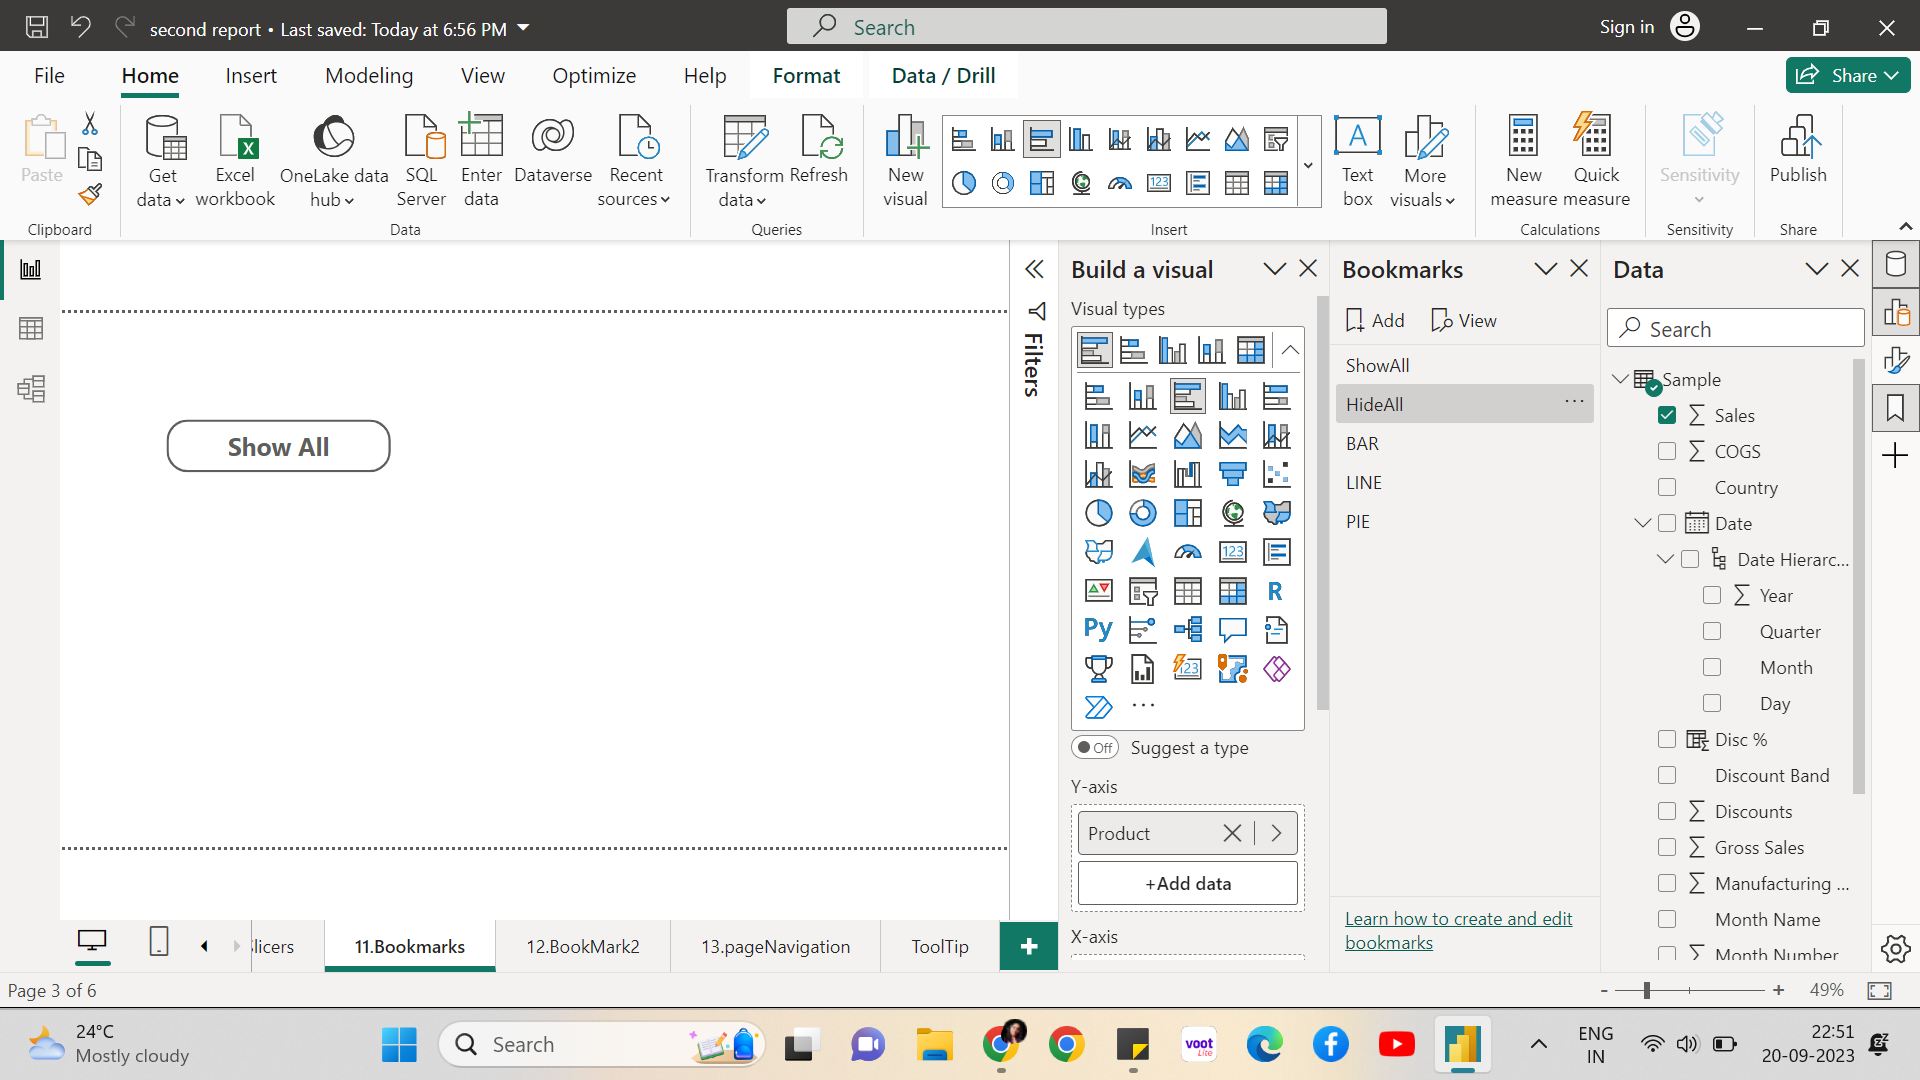 second report • Last saved: Today at 6:56 PM
Search
Sign in
File
Home
Insert
Modeling
View
Optimize
Help
Format
Data / Drill
Share
Paste
Get
data
Excel
workbook
OneLake data
hub
SQL
Server
Enter
data
Dataverse
Recent
sources
Transform
data
Refresh
New
visual
Text
box
More
visuals
New
measure
Quick
measure
Sensitivity
Publish
Clipboard
Data
Queries
Insert
Calculations
Sensitivity
Share
Show All
Filters
Build a visual
Visual types
123
R
Py
123
Off
Suggest a type
Y-axis
Product
+Add data
X-axis
Bookmarks
Add
View
ShowAll
HideAll
BAR
LINE
PIE
Learn how to create and edit
bookmarks
Data
Search
Sample
Sales
COGS
Country
Date
Date Hierarc...
Year
Quarter
Month
Day
Disc %
Discount Band
Discounts
Gross Sales
Manufacturing ...
Month Name
Month Number
licers
11.Bookmarks
12.BookMark2
13.pageNavigation
ToolTip
Page 3 of 6
- + 49%
24°C
Mostly cloudy
Search
voot
Lite
ENG
IN
22:51
20-09-2023